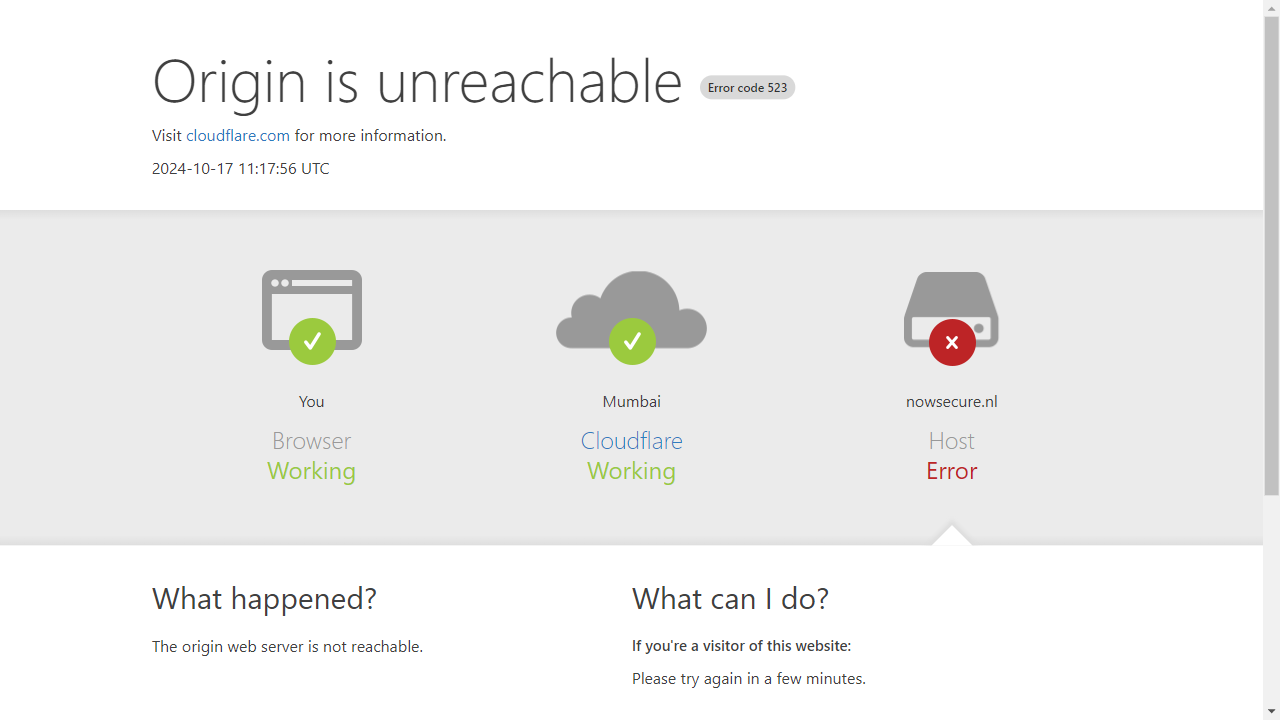 Origin is unreachable Error code 523
Visit cloudflare.com for more information.
2024-10-17 11:17:56 UTC
You
Browser
Working
Mumbai
Cloudflare
Working
nowsecure.nl
Host
Error
What happened?
The origin web server is not reachable.
What can I do?
If you're a visitor of this website:
Please try again in a few minutes.